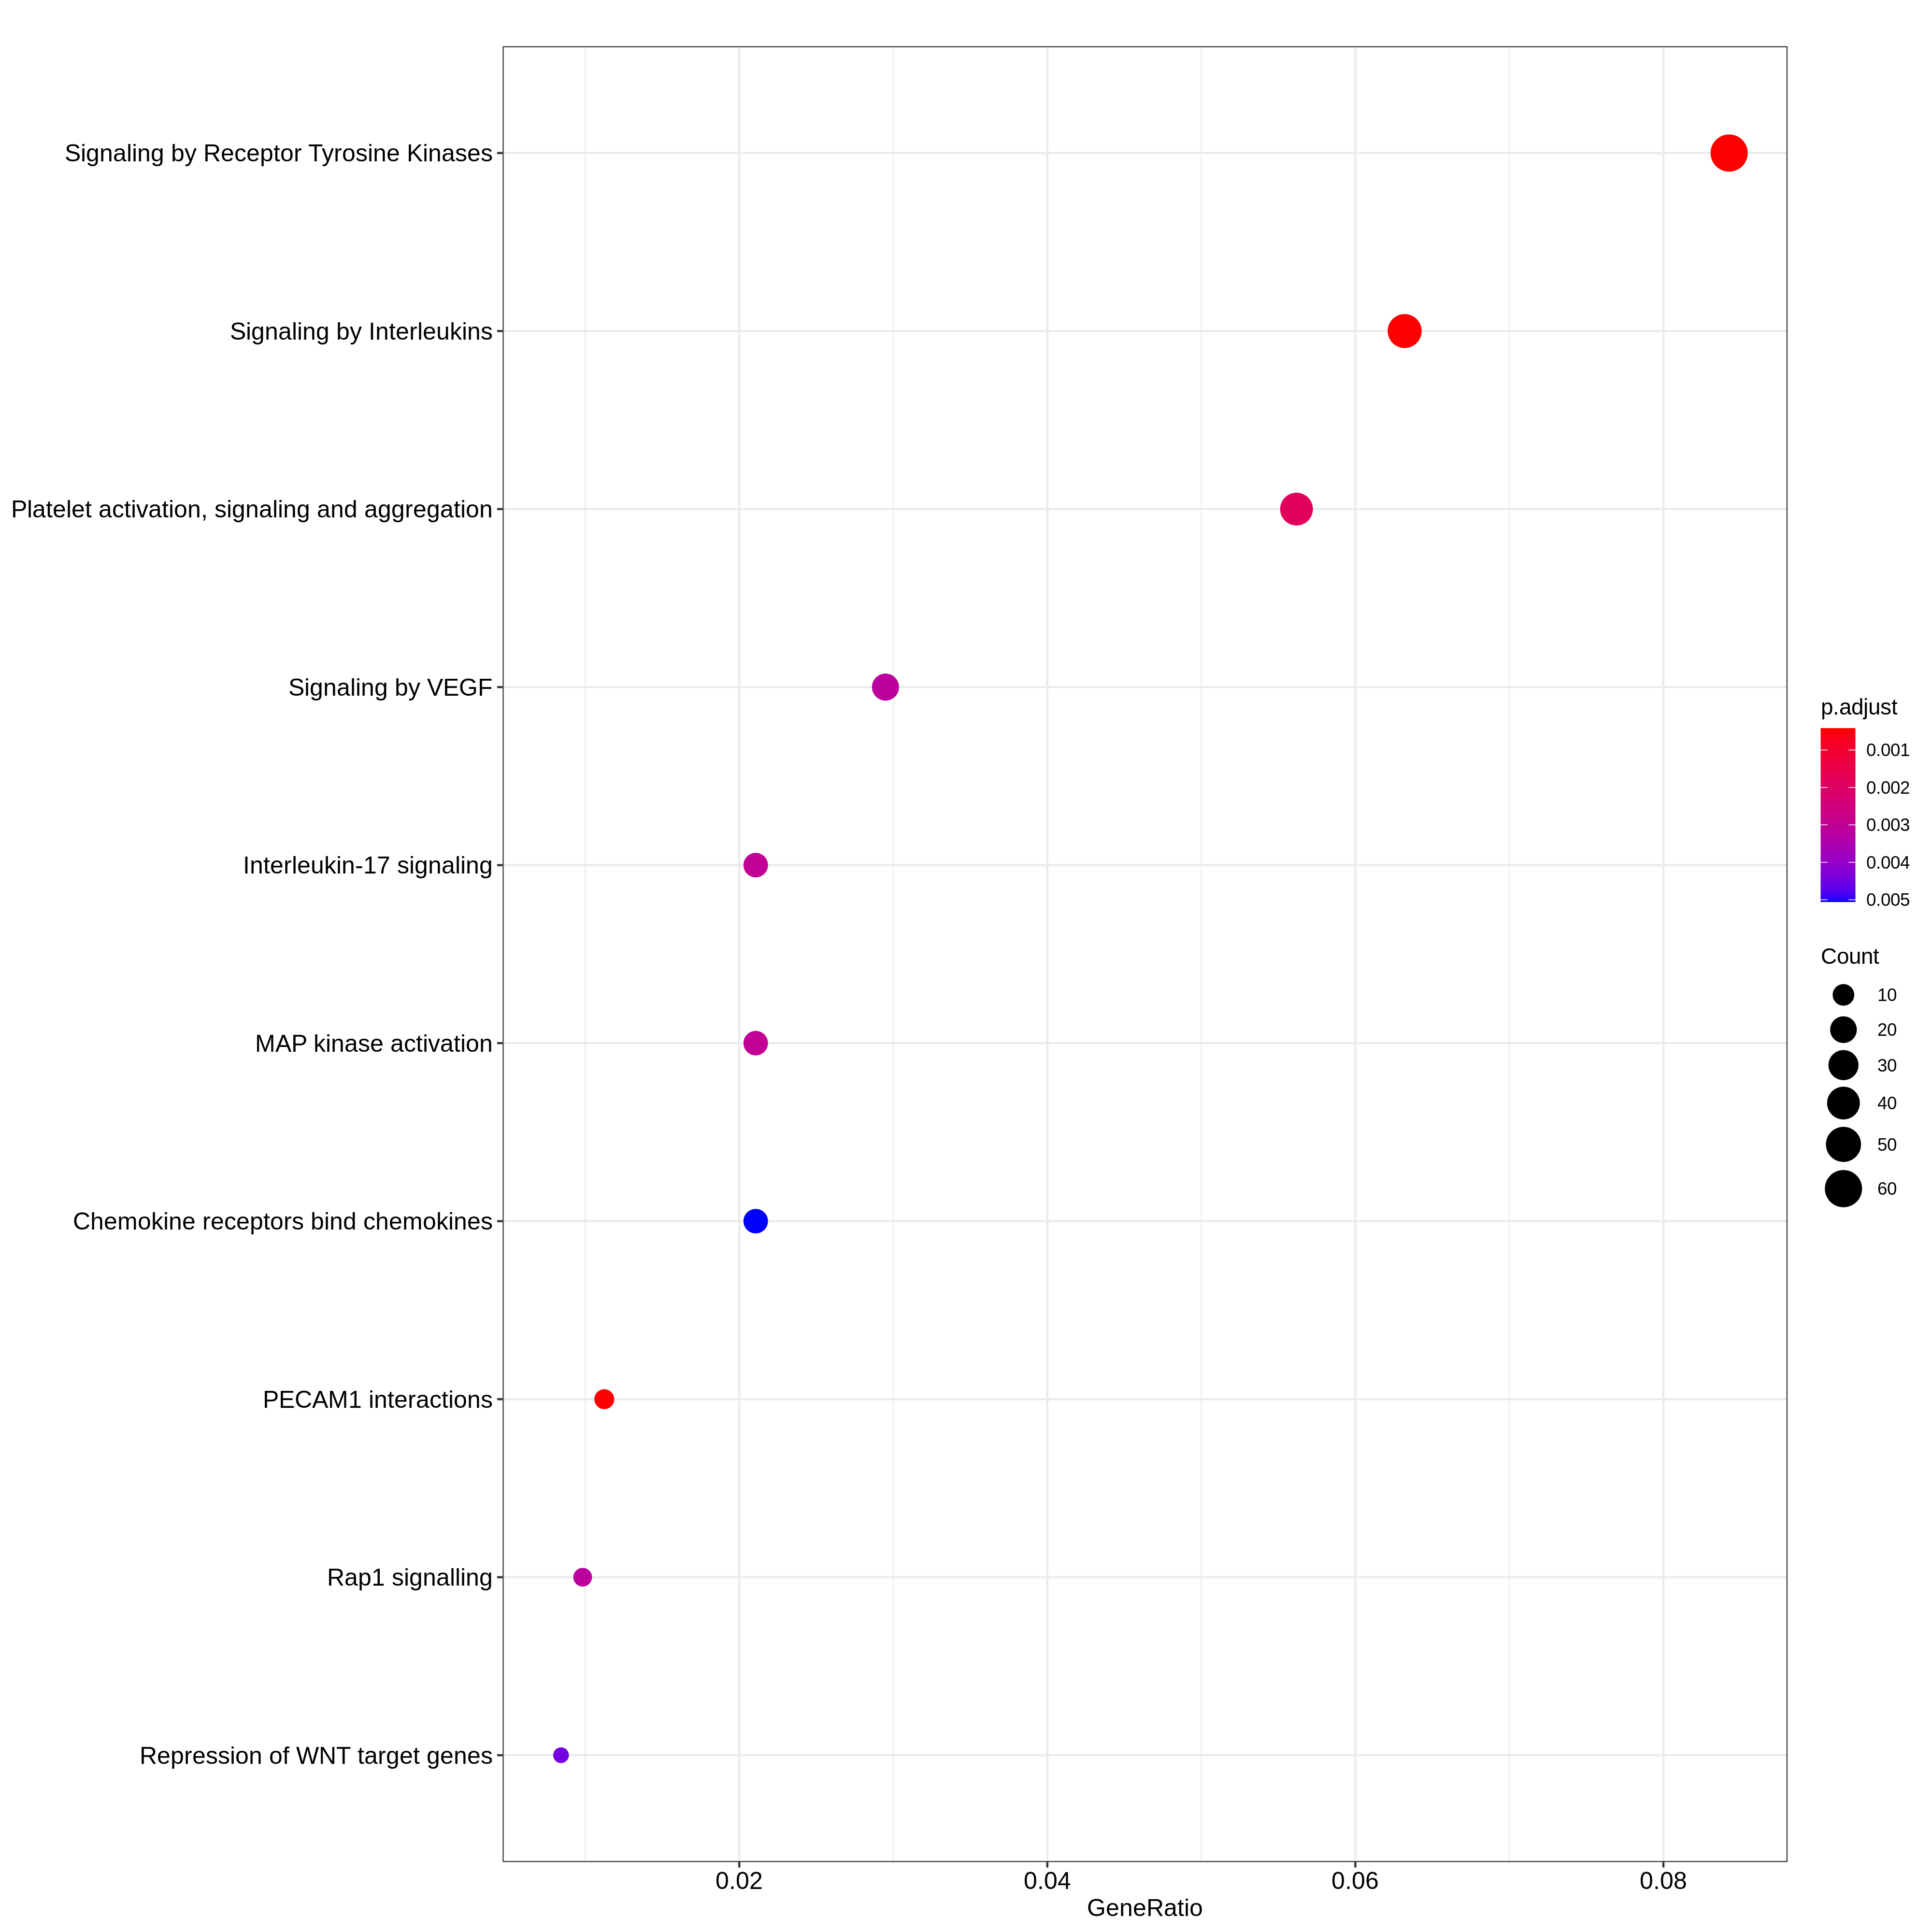 Signaling by Receptor Tyrosine Kinases
Signaling by Interleukins
Platelet activation, signaling and aggregation
Signaling by VEGF
Interleukin-17 signaling
MAP kinase activation
Chemokine receptors bind chemokines
PECAM1 interactions
Rap1 signalling
Repression of WNT target genes
0.02
0.04
0.06
0.08
GeneRatio
p.adjust
0.001
0.002
0.003
0.004
0.005
Count
10
20
30
40
50
60